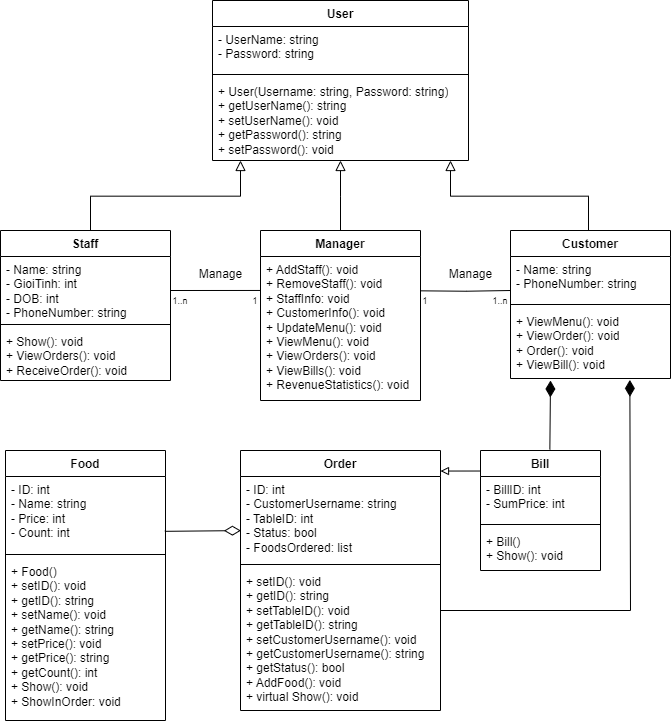 User
- UserName: string
- Password: string
+ User(Username: string, Password: string)
+ getUserName(): string
+ setUserName(): void
+ getPassword(): string
+ setPassword(): void
Staff
- Name: string
- GioiTinh: int
- DOB: int
- PhoneNumber: string
+ Show(): void
+ ViewOrders(): void
+ ReceiveOrder(): void
Manage
1..n
1
Manager
+ AddStaff(): void
+ RemoveStaff(): void
+ StaffInfo(): void
+ CustomerInfo(): void
+ UpdateMenu(): void
+ ViewMenu(): void
+ ViewOrders(): void
+ ViewBills(): void
+ RevenueStatistics(): void
Manage
1
1..n
Customer
- Name: string
- PhoneNumber: string
+ ViewMenu(): void
+ ViewOrder(): void
+ Order(): void
+ ViewBill(): void
Food
- ID: int
- Name: string
- Price: int
- Count: int
+ Food()
+ setID(): void
+ getID(): string
+ setName(): void
+ getName(): string
+ setPrice(): void
+ getPrice(): string
+ getCount(): int
+ Show(): void
+ ShowInOrder: void
Order
- ID: int
- CustomerUsername: string
- TableID: int
- Status: bool
- FoodsOrdered: list
+ setID(): void
+ getID(): string
+ setTableID(): void
+ getTableID(): string
+ setCustomerUsername(): void
+ getCustomerUsername(): string
+ getStatus(): bool
+ AddFood(): void
+ virtual Show(): void
Bill
- BillID: int
- SumPrice: int
+ Bill()
+ Show(): void